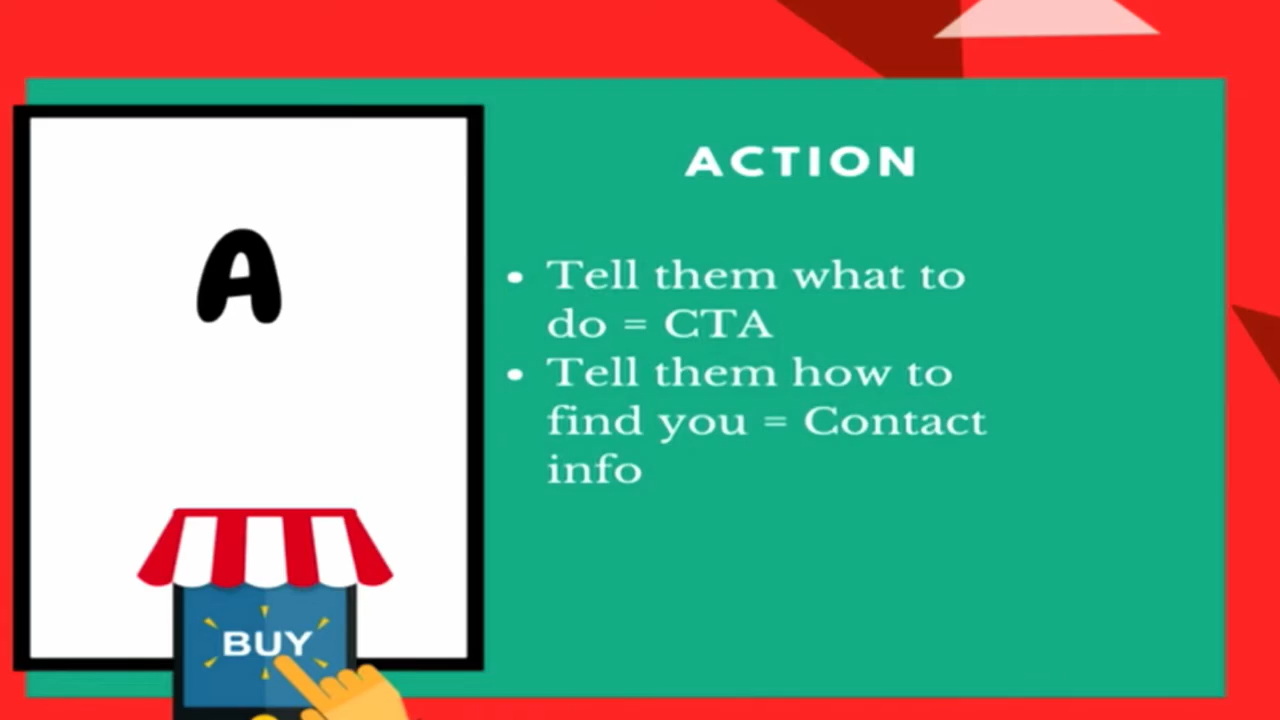 A
BUY
ACTION
• Tell them what to
do = CTA
• Tell them how to
find you = Contact
info